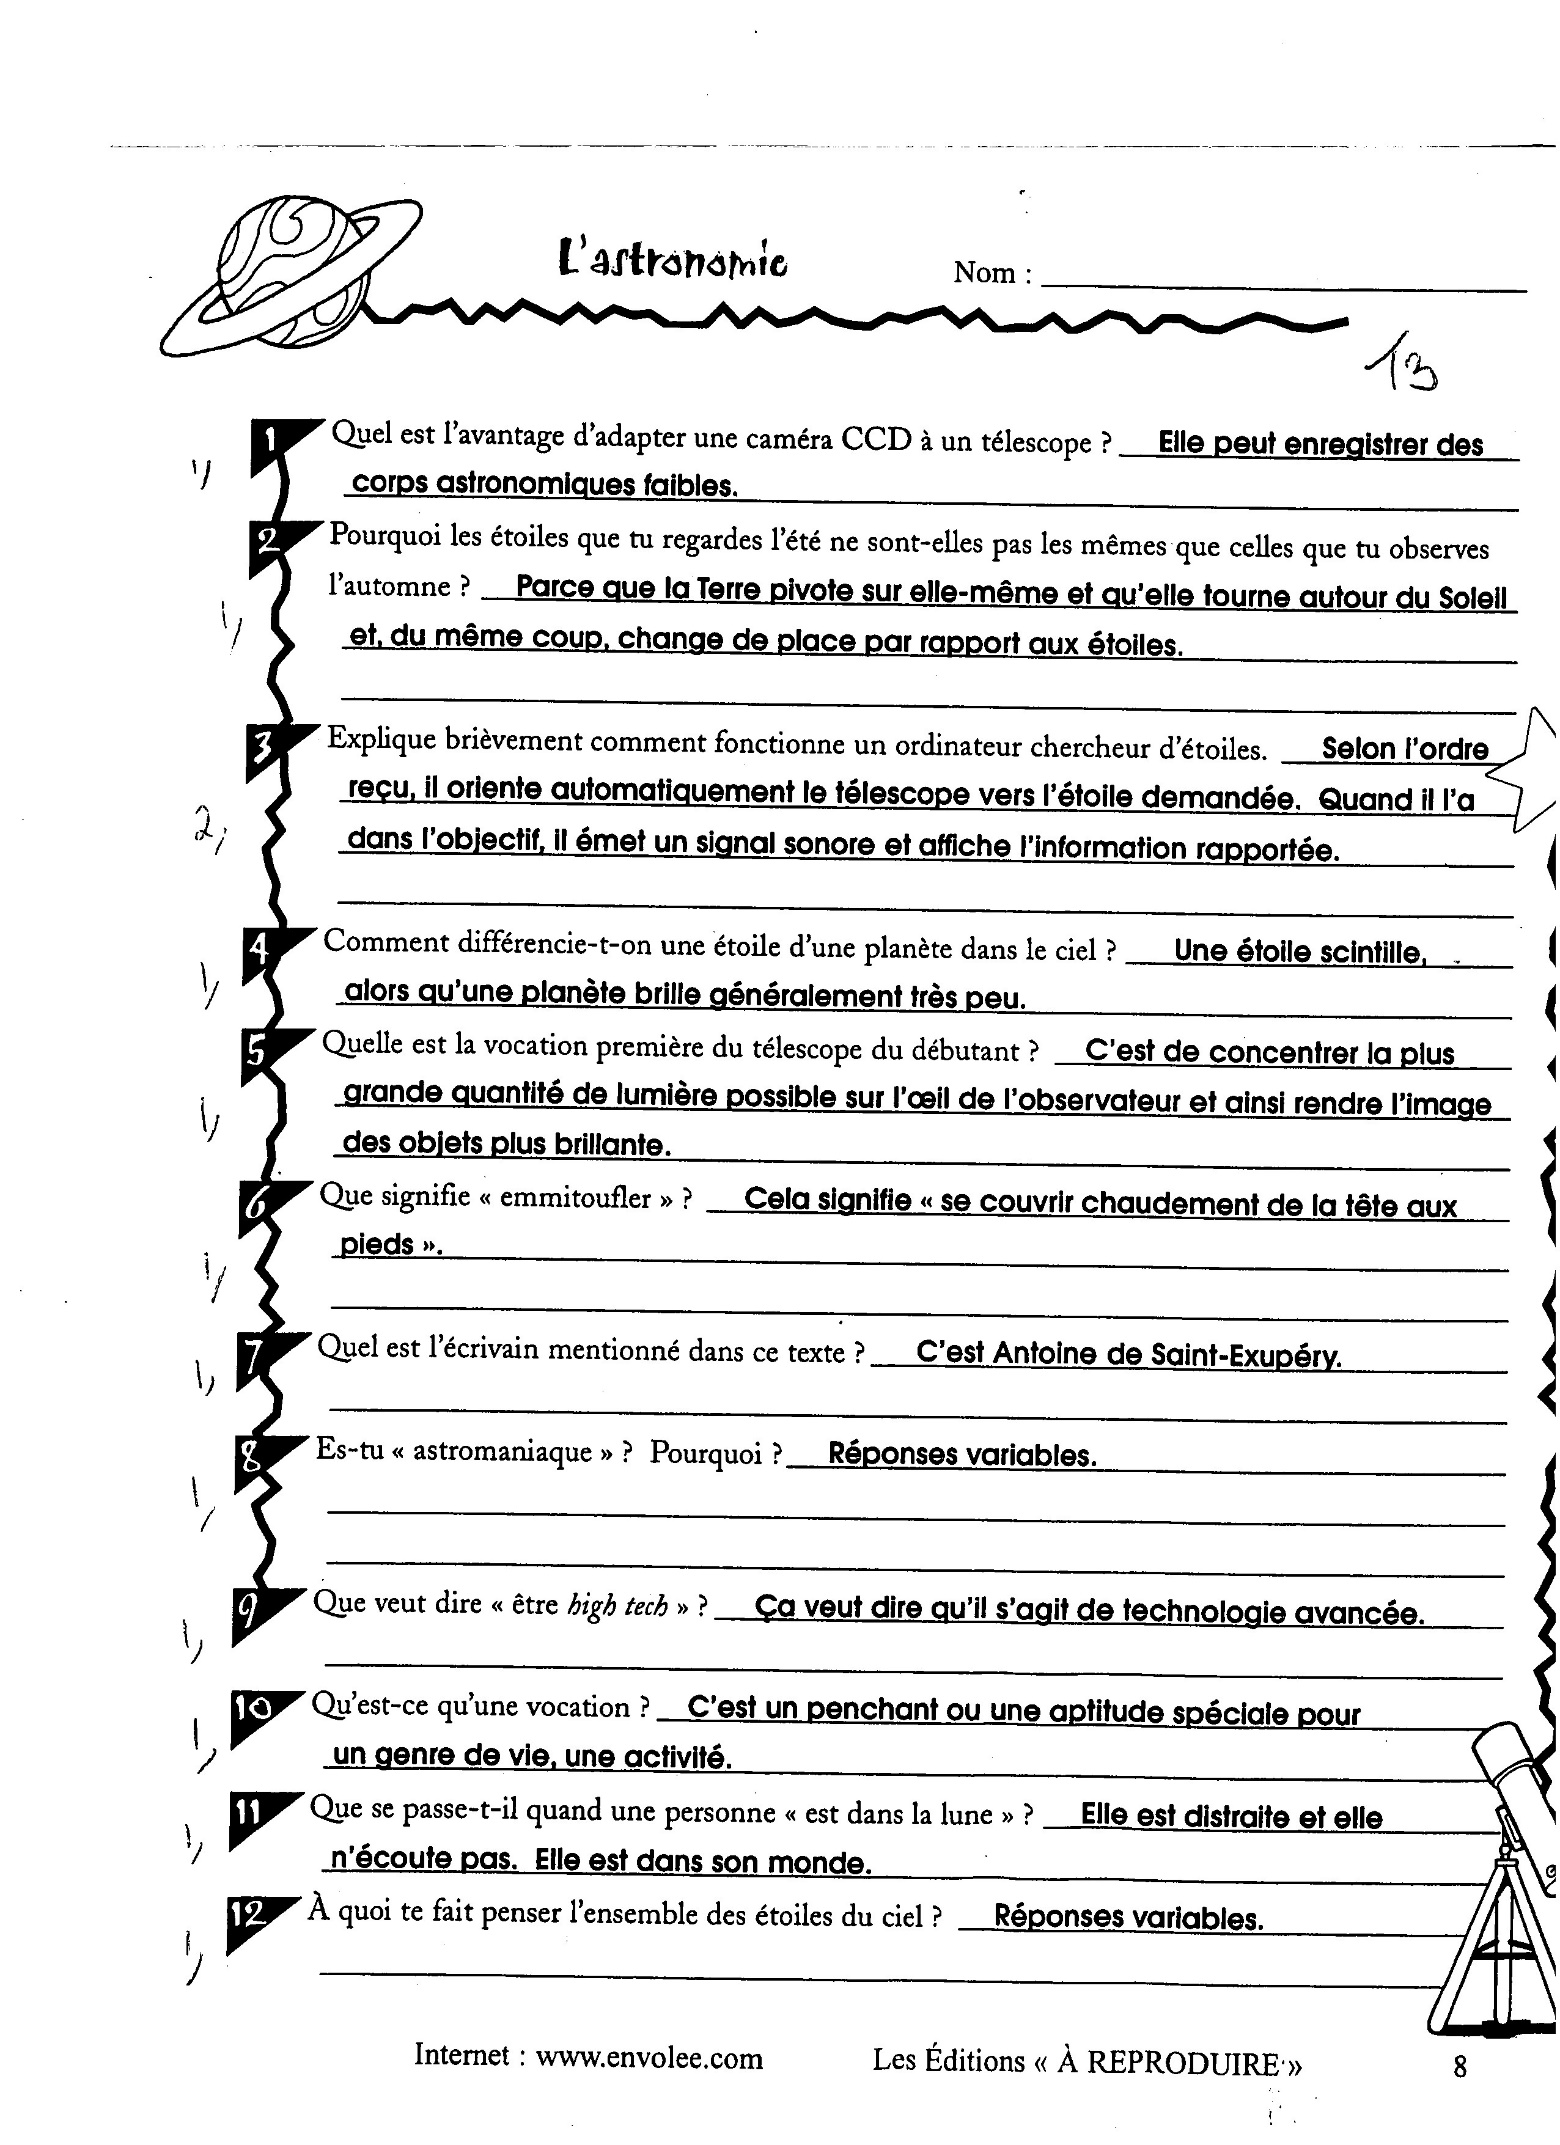 L'astronomie Nom :
13
1 Quel est l'avantage d'adapter une caméra CCD à un télescope ? Elle peut enregistrer des
1/ corps astronomiques faibles.
2 Pourquoi les étoiles que tu regardes l'été ne sont-elles pas les mêmes que celles que tu observes
l'automne ? Parce que la Terre pivote sur elle-même et qu'elle tourne autour du Soleil
1/ et, du même coup, change de place par rapport aux étoiles.
3 Explique brièvement comment fonctionne un ordinateur chercheur d'étoiles. Selon l'ordre
reçu, il oriente automatiquement le télescope vers l'étoile demandée. Quand il l'a
2/ dans l'objectif, il émet un signal sonore et affiche l'information rapportée.
4 Comment différencie-t-on une étoile d'une planète dans le ciel ? Une étoile scintille,
1/ alors qu'une planète brille généralement très peu.
5 Quelle est la vocation première du télescope du débutant ? C'est de concentrer la plus
1/ grande quantité de lumière possible sur l'œil de l'observateur et ainsi rendre l'image
des objets plus brillante.
6 Que signifie « emmitoufler » ? Cela signifie « se couvrir chaudement de la tête aux
1/ pieds ».
7 Quel est l'écrivain mentionné dans ce texte ? C'est Antoine de Saint-Exupéry.
1/
8 Es-tu « astromaniaque » ? Pourquoi ? Réponses variables.
1/
9 Que veut dire « être high tech » ? Ça veut dire qu'il s'agit de technologie avancée.
1/
10 Qu'est-ce qu'une vocation ? C'est un penchant ou une aptitude spéciale pour
1/ un genre de vie, une activité.
11 Que se passe-t-il quand une personne « est dans la lune » ? Elle est distraite et elle
1/ n'écoute pas. Elle est dans son monde.
12 À quoi te fait penser l'ensemble des étoiles du ciel ? Réponses variables.
1/
Internet : www.envolee.com Les Éditions « À REPRODUIRE » 8